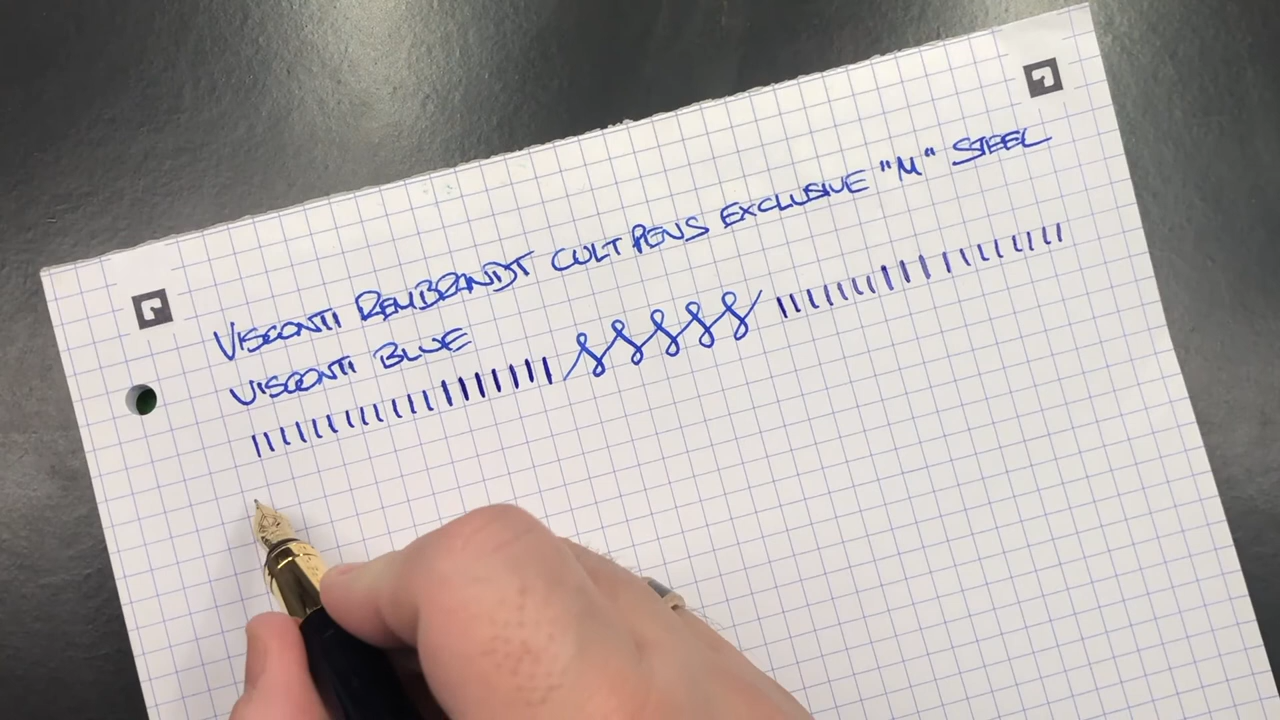 VISCONTI REMBRANDT CULT PENS EXCLUSIVE "M" STEEL
VISCONTI BLUE